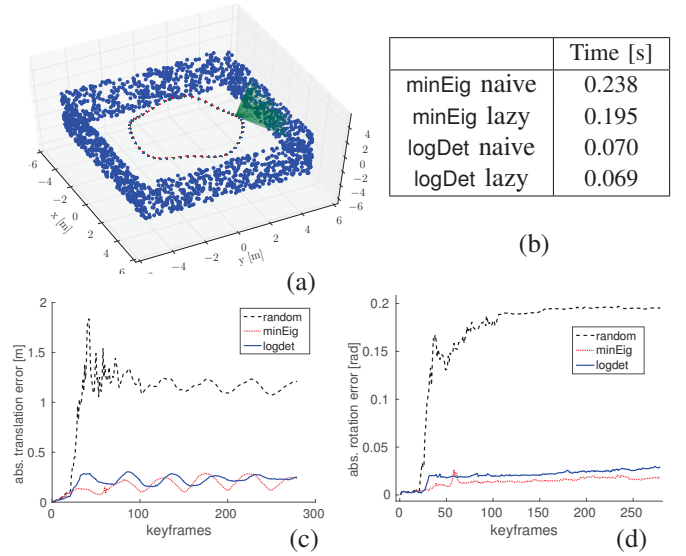 6
4
2
0
−2
−4
−6
−6
−4
−2
0
2
4
6
x [m]
−4
−2
0
2
4
6
y [m]
(a)
Time [s]
minEig naive 0.238
minEig lazy 0.195
logDet naive 0.070
logDet lazy 0.069
(b)
2
1.5
1
0.5
0
abs. translation error [m]
random
minEig
logdet
0 100 200 300
keyframes
(c)
0.2
0.15
0.1
0.05
0
abs. rotation error [rad]
random
minEig
logdet
0 50 100 150 200 250
keyframes
(d)